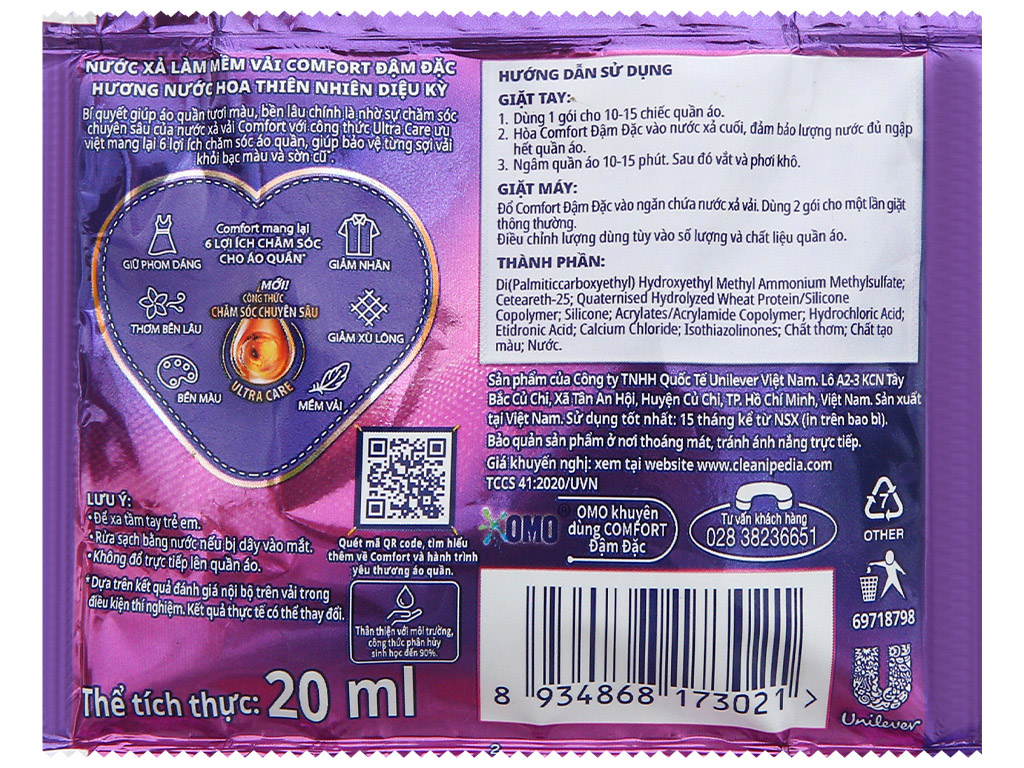 NƯỚC XẢ LÀM MỀM VẢI COMFORT ĐẬM ĐẶC
HƯƠNG NƯỚC HOA THIÊN NHIÊN DIỆU KỲ
Bí quyết giúp áo quần tươi màu, bền lâu chính là nhờ sự chăm sóc
chuyên sâu của nước xả vải Comfort với công thức Ultra Care ưu
việt mang lại 6 lợi ích chăm sóc áo quần, giúp bảo vệ từng sợi vải
khỏi bạc màu và sờn cũ*.
Comfort mang lại
6 LỢI ÍCH CHĂM SÓC
CHO ÁO QUẦN*
GIỮ PHOM DÁNG
GIẢM NHĂN
MỚI!
CÔNG THỨC
CHĂM SÓC CHUYÊN SÂU
THƠM BỀN LÂU
GIẢM XÙ LÔNG
ULTRA CARE
BỀN MÀU
MỀM VẢI
LƯU Ý:
• Để xa tầm tay trẻ em.
• Rửa sạch bằng nước nếu bị dây vào mắt.
• Không đổ trực tiếp lên quần áo.
*Dựa trên kết quả đánh giá nội bộ trên vải trong
điều kiện thí nghiệm. Kết quả thực tế có thể thay đổi.
Quét mã QR code, tìm hiểu
thêm về Comfort và hành trình
yêu thương áo quần.
Thân thiện với môi trường,
công thức phân hủy
sinh học đến 90%.
Thể tích thực: 20 ml
HƯỚNG DẪN SỬ DỤNG
GIẶT TAY:
1. Dùng 1 gói cho 10-15 chiếc quần áo.
2. Hòa Comfort Đậm Đặc vào nước xả cuối, đảm bảo lượng nước đủ ngập
hết quần áo.
3. Ngâm quần áo 10-15 phút. Sau đó vắt và phơi khô.
GIẶT MÁY:
Đổ Comfort Đậm Đặc vào ngăn chứa nước xả vải. Dùng 2 gói cho một lần giặt
thông thường.
Điều chỉnh lượng dùng tùy vào số lượng và chất liệu quần áo.
THÀNH PHẦN:
Di(Palmiticcarboxyethyl) Hydroxyethyl Methyl Ammonium Methylsulfate;
Ceteareth-25; Quaternised Hydrolyzed Wheat Protein/Silicone
Copolymer; Silicone; Acrylates/Acrylamide Copolymer; Hydrochloric Acid;
Etidronic Acid; Calcium Chloride; Isothiazolinones; Chất thơm; Chất tạo
màu; Nước.
Sản phẩm của Công ty TNHH Quốc Tế Unilever Việt Nam. Lô A2-3 KCN Tây
Bắc Củ Chi, Xã Tân An Hội, Huyện Củ Chi, TP. Hồ Chí Minh, Việt Nam. Sản xuất
tại Việt Nam. Sử dụng tốt nhất: 15 tháng kể từ NSX (in trên bao bì).
Bảo quản sản phẩm ở nơi thoáng mát, tránh ánh nắng trực tiếp.
Giá khuyến nghị: xem tại website www.cleanipedia.com
TCCS 41:2020/UVN
OMO®
OMO khuyên
dùng COMFORT
Đậm Đặc
Tư vấn khách hàng
028 38236651
OTHER
69718798
8 934868 173021 >
Unilever
2